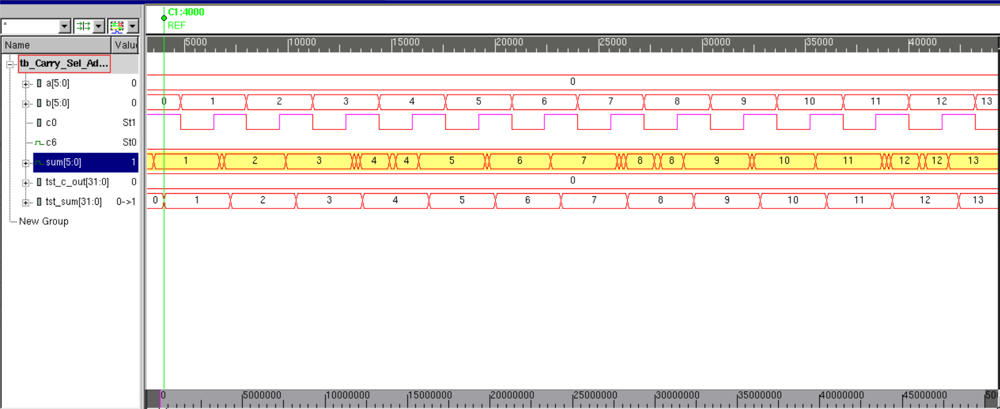 C1:4000
REF
*
Name Valu
5000 10000 15000 20000 25000 30000 35000 40000
tb_Carry_Sel_Ad...
a[5:0] 0 0
b[5:0] 0 0 1 2 3 4 5 6 7 8 9 10 11 12 13
c0 St1
c6 St0
sum[5:0] 1 1 2 3 4 4 5 6 7 8 8 9 10 11 12 12 13
tst_c_out[31:0] 0 0
tst_sum[31:0] 0->1 0 1 2 3 4 5 6 7 8 9 10 11 12 13
New Group
0 5000000 10000000 15000000 20000000 25000000 30000000 35000000 40000000 45000000 50